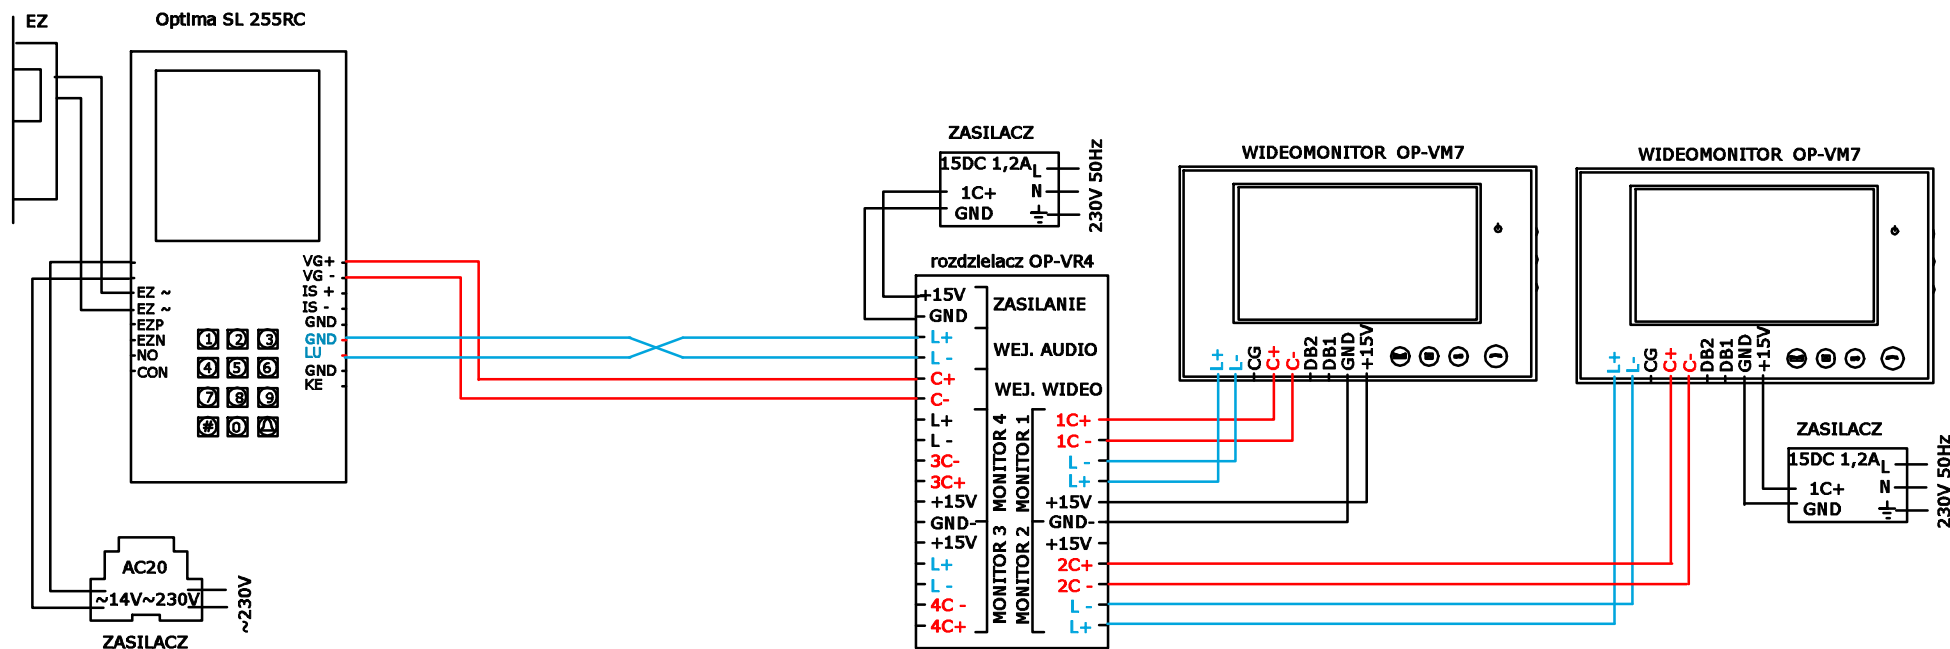 EZ
Optima SL 255RC
VG+
VG -
IS +
IS -
GND
GND
LU
GND
KE
EZ ~
EZ ~
EZP
EZN
NO
CON
1 2 3
4 5 6
7 8 9
# 0
AC20
~14V~230V
~230V
ZASILACZ
ZASILACZ
15DC 1,2A L
1C+ N
GND
230V 50Hz
rozdzielacz OP-VR4
+15V
GND
ZASILANIE
L+
L -
WEJ. AUDIO
C+
C-
WEJ. WIDEO
L+
L -
3C-
3C+
+15V
GND-
MONITOR 4
+15V
L+
L -
4C -
4C+
MONITOR 3
MONITOR 1
1C+
1C -
L -
L+
+15V
GND-
MONITOR 2
+15V
2C+
2C -
L -
L+
WIDEOMONITOR OP-VM7
L+ L- CG C+ C- DB2 DB1 GND +15V
WIDEOMONITOR OP-VM7
L+ L- CG C+ C- DB2 DB1 GND +15V
ZASILACZ
15DC 1,2A L
1C+ N
GND
230V 50Hz